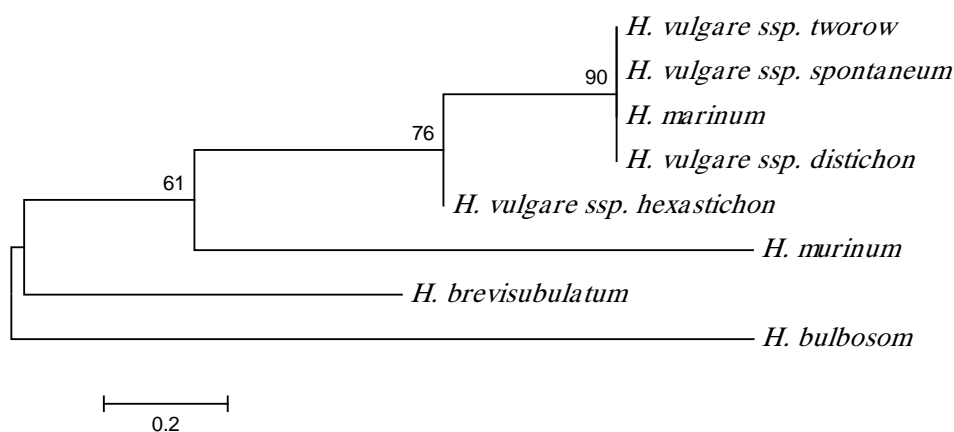 H. vulgare ssp. tworow
90
H. vulgare ssp. spontaneum
H. marinum
76
H. vulgare ssp. distichon
61
H. vulgare ssp. hexastichon
H. murinum
H. brevisubulatum
H. bulbosom
0.2